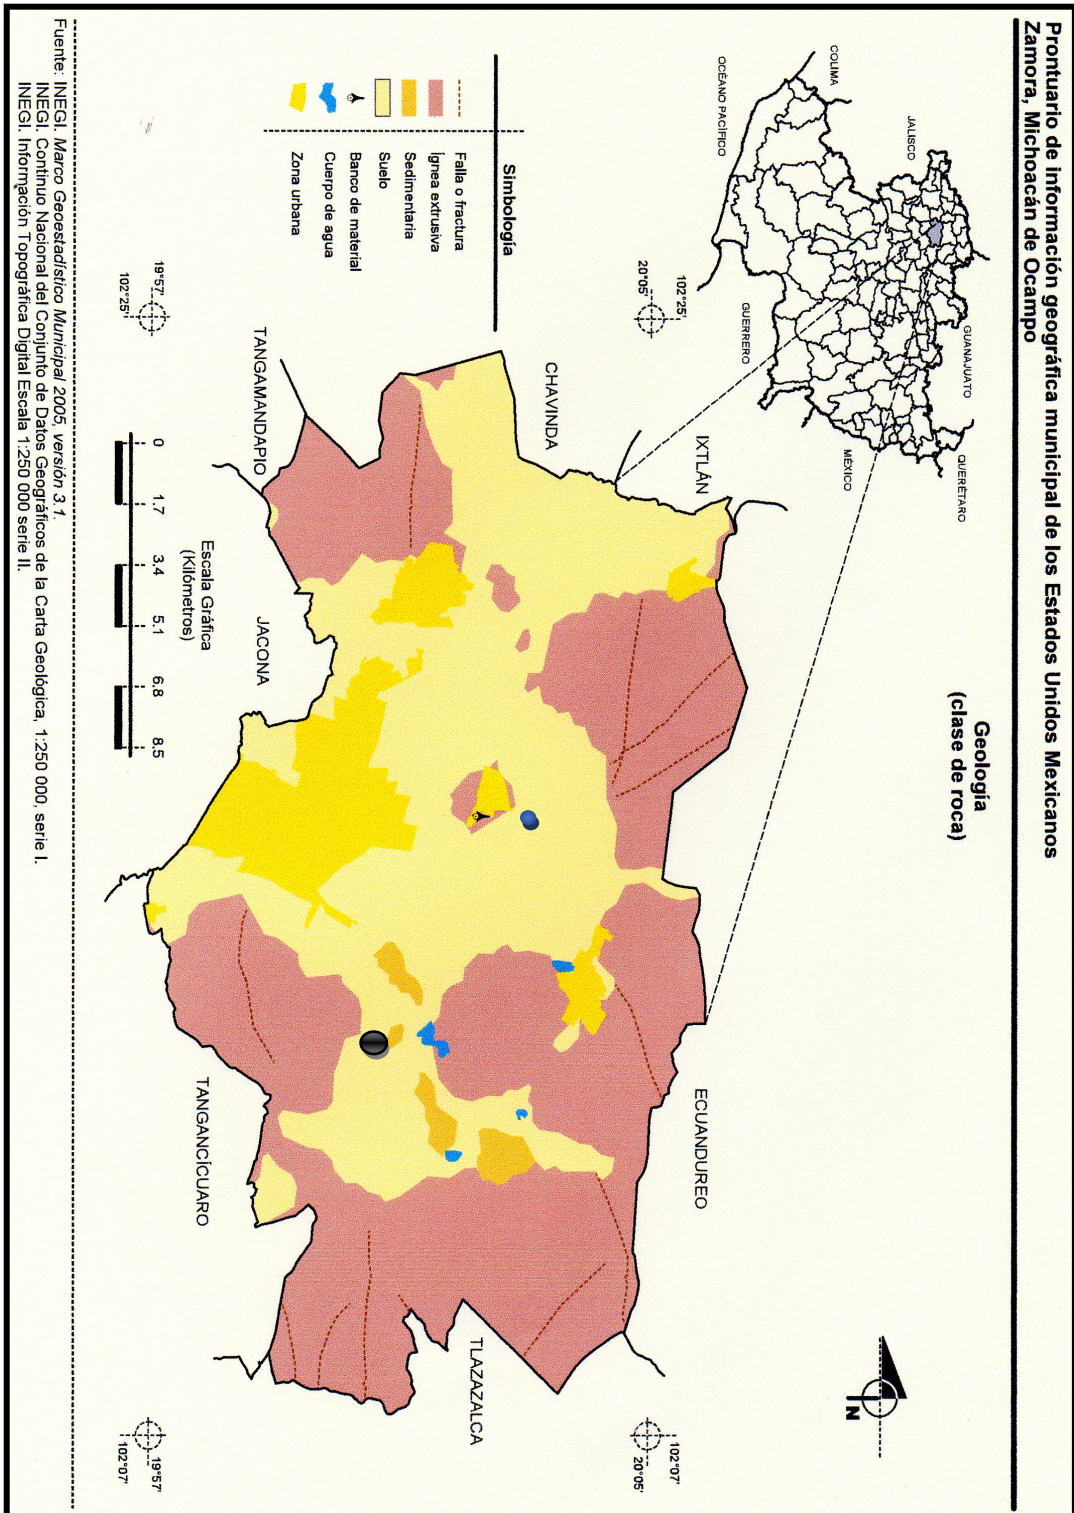 Prontuario de información geográfica municipal de los Estados Unidos Mexicanos
Zamora, Michoacán de Ocampo
Geología
(clase de roca)
COLIMA
JALISCO
GUANAJUATO
QUERÉTARO
OCÉANO PACÍFICO
GUERRERO
MÉXICO
N
102°25'
20°05'
102°07'
20°05'
IXTLÁN
ECUANDUREO
CHAVINDA
TLAZAZALCA
TANGAMANDAPIO
JACONA
TANGANCÍCUARO
19°57'
102°25'
19°57'
102°07'
Simbología
Falla o fractura
Ígnea extrusiva
Sedimentaria
Suelo
Banco de material
Cuerpo de agua
Zona urbana
Escala Gráfica
(Kilómetros)
0 1.7 3.4 5.1 6.8 8.5
Fuente: INEGI. Marco Geoestadístico Municipal 2005, versión 3.1.
INEGI. Continuo Nacional del Conjunto de Datos Geográficos de la Carta Geológica, 1:250 000, serie I.
INEGI. Información Topográfica Digital Escala 1:250 000 serie II.